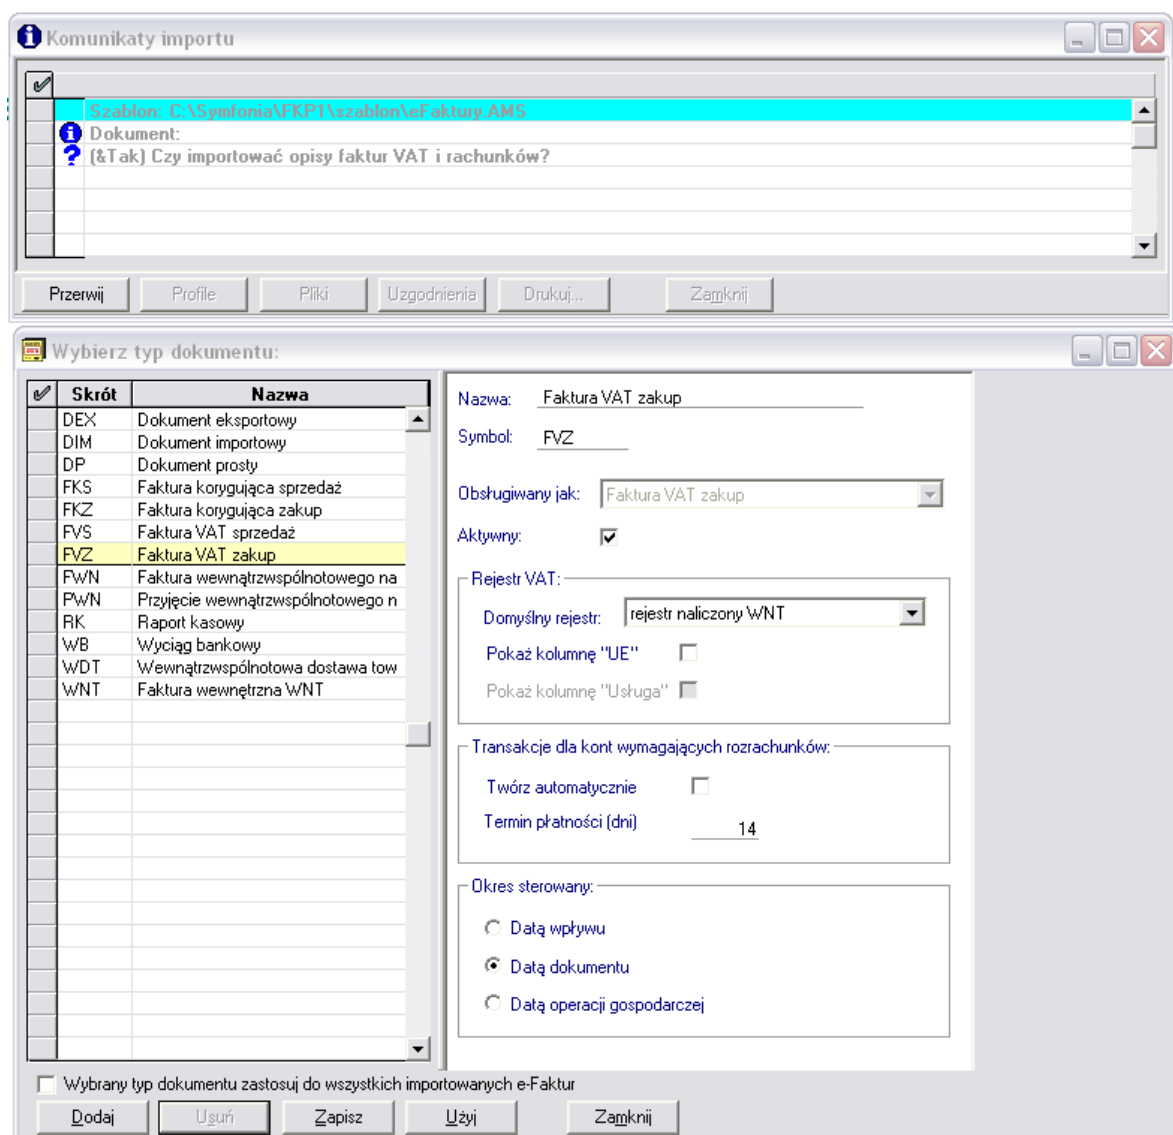 Komunikaty importu
Szablon: C:\Symfonia\FKP1\szablon\eFaktury.AMS
Dokument:
(&Tak) Czy importować opisy faktur VAT i rachunków?
Przerwij Profile Pliki Uzgodnienia Drukuj... Zamknij
Wybierz typ dokumentu:
Skrót Nazwa
DEX Dokument eksportowy
DIM Dokument importowy
DP Dokument prosty
FKS Faktura korygująca sprzedaż
FKZ Faktura korygująca zakup
FVS Faktura VAT sprzedaż
FVZ Faktura VAT zakup
FWN Faktura wewnątrzwspólnotowego na
PWN Przyjęcie wewnątrzwspólnotowego n
RK Raport kasowy
WB Wyciąg bankowy
WDT Wewnątrzwspólnotowa dostawa tow
WNT Faktura wewnętrzna WNT
Nazwa: Faktura VAT zakup
Symbol: FVZ
Obsługiwany jak: Faktura VAT zakup
Aktywny:
Rejestr VAT:
Domyślny rejestr: rejestr naliczony WNT
Pokaż kolumnę "UE"
Pokaż kolumnę "Usługa"
Transakcje dla kont wymagających rozrachunków:
Twórz automatycznie
Termin płatności (dni) 14
Okres sterowany:
Datą wpływu
Datą dokumentu
Datą operacji gospodarczej
Wybrany typ dokumentu zastosuj do wszystkich importowanych e-Faktur
Dodaj Usuń Zapisz Użyj Zamknij